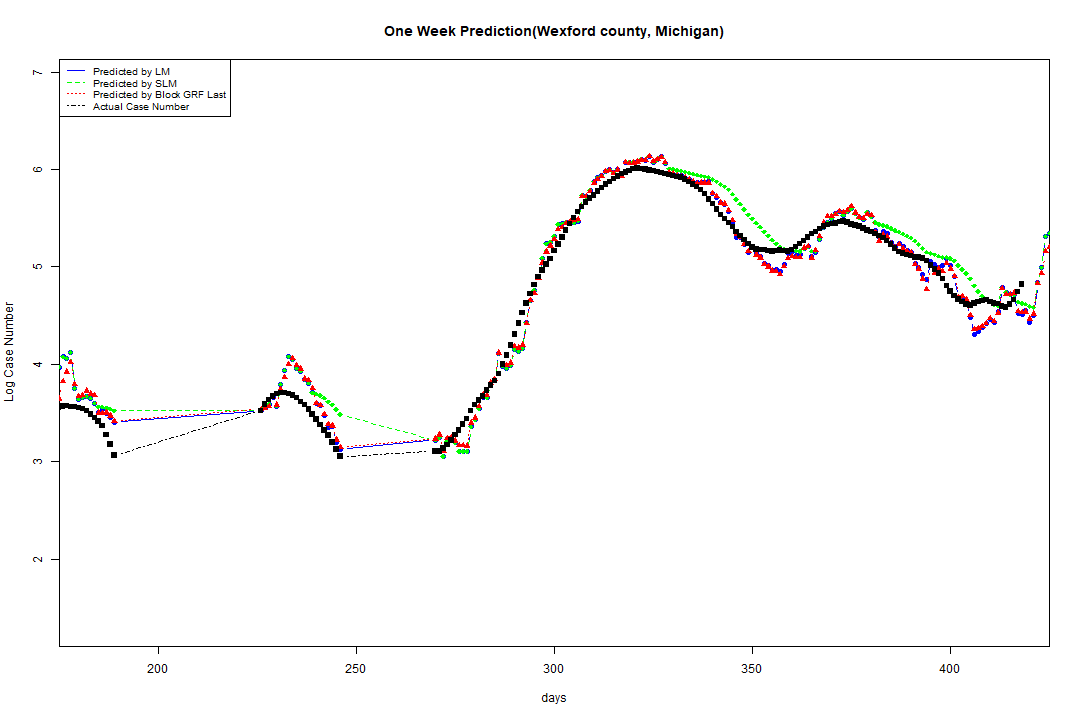 One Week Prediction(Wexford county, Michigan)
Predicted by LM
Predicted by SLM
Predicted by Block GRF Last
Actual Case Number
Log Case Number
7
6
5
4
3
2
200
250
300
350
400
days